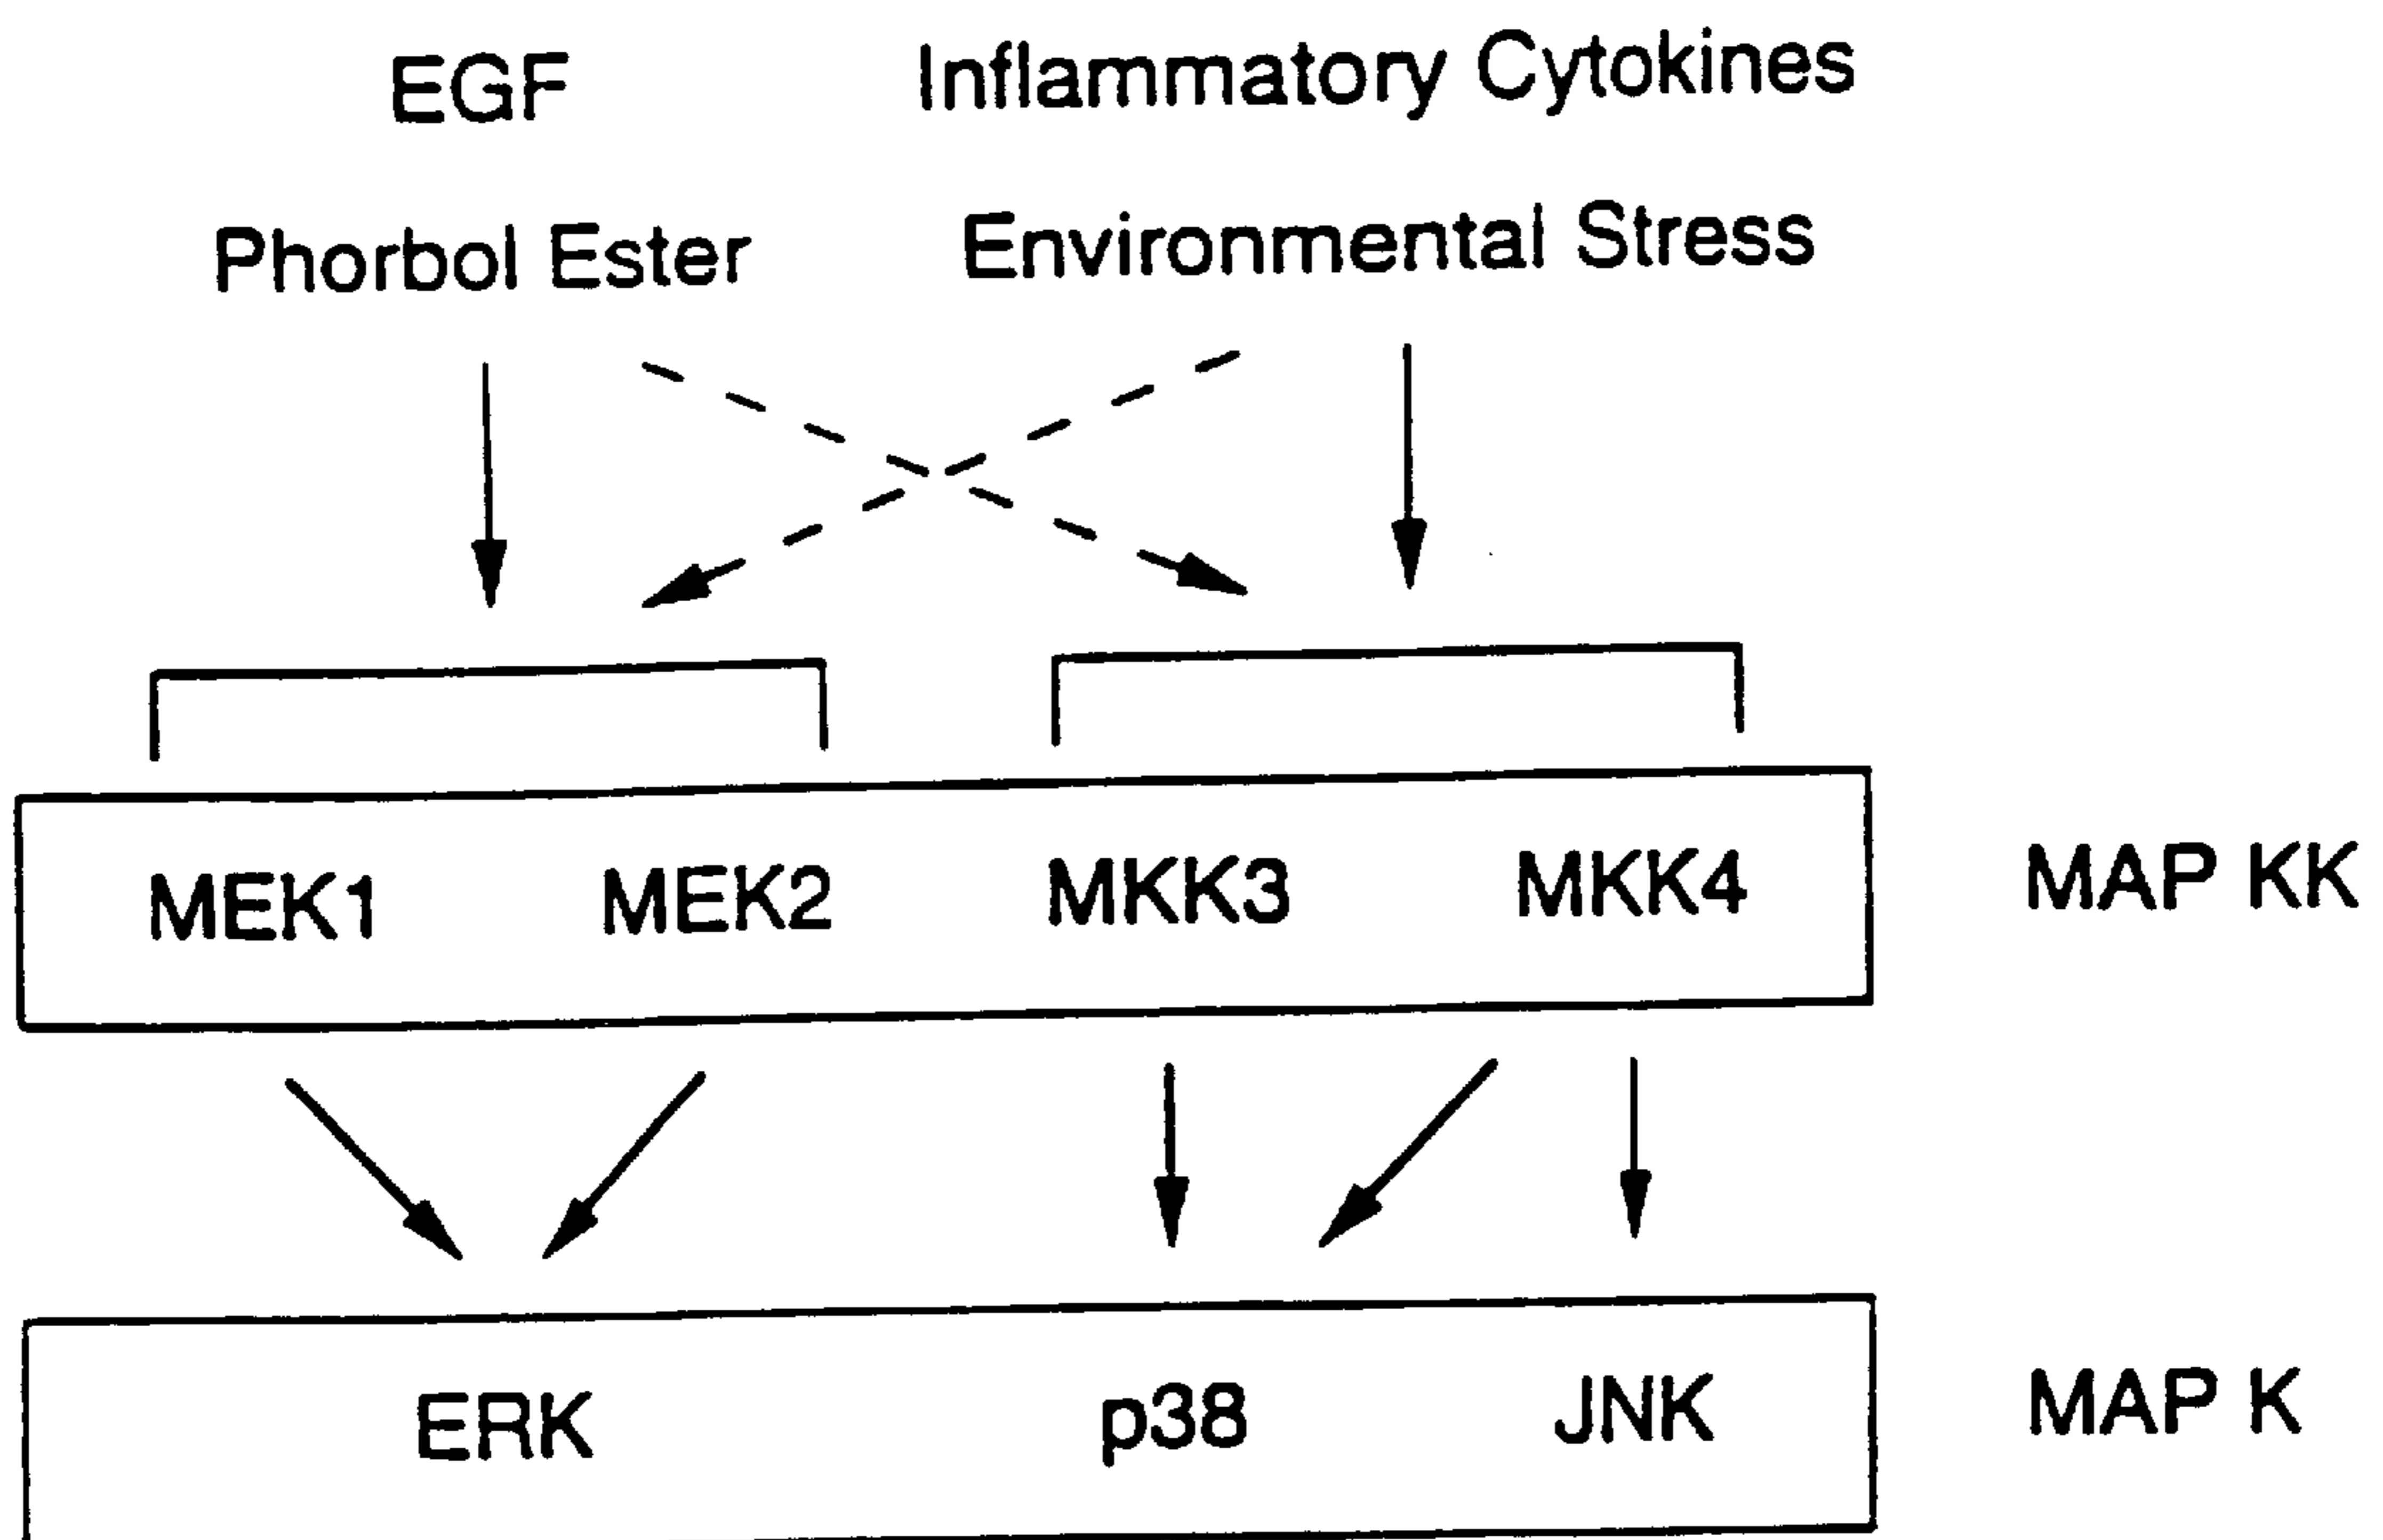 EGF Inflammatory Cytokines
Phorbol Ester Environmental Stress
MEK1 MEK2 MKK3 MKK4 MAP KK
ERK p38 JNK MAP K